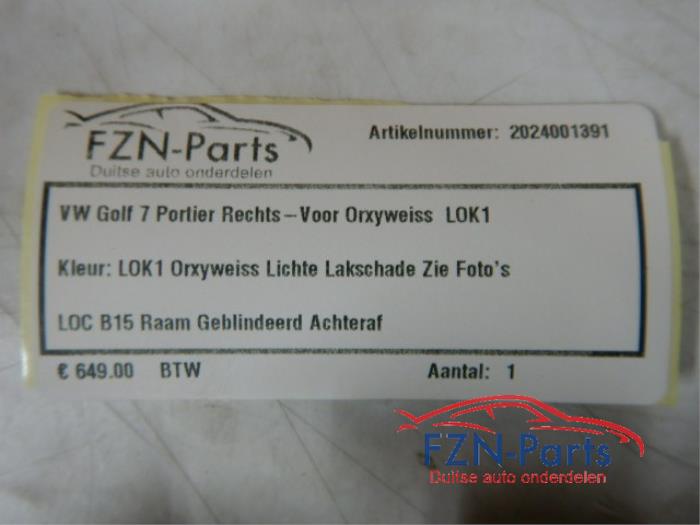 FZN-Parts
Duitse auto onderdelen
Artikelnummer: 2024001391
VW Golf 7 Portier Rechts-Voor Orxyweiss LOK1
Kleur: LOK1 Orxyweiss Lichte Lakschade Zie Foto's
LOC B15 Raam Geblindeerd Achteraf
€ 649.00 BTW
Aantal: 1
FZN-Parts
Duitse auto onderdelen